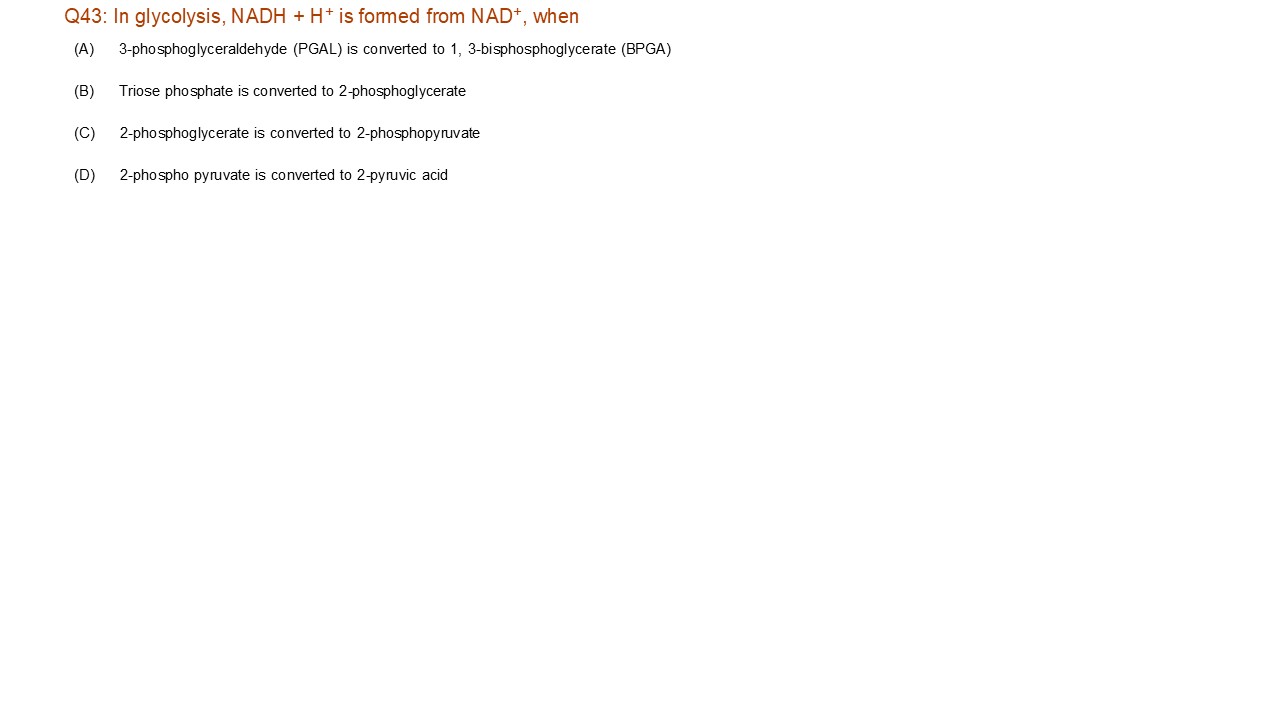 Q43: In glycolysis, NADH + H⁺ is formed from NAD⁺, when
(A) 3-phosphoglyceraldehyde (PGAL) is converted to 1, 3-bisphosphoglycerate (BPGA)
(B) Triose phosphate is converted to 2-phosphoglycerate
(C) 2-phosphoglycerate is converted to 2-phosphopyruvate
(D) 2-phospho pyruvate is converted to 2-pyruvic acid